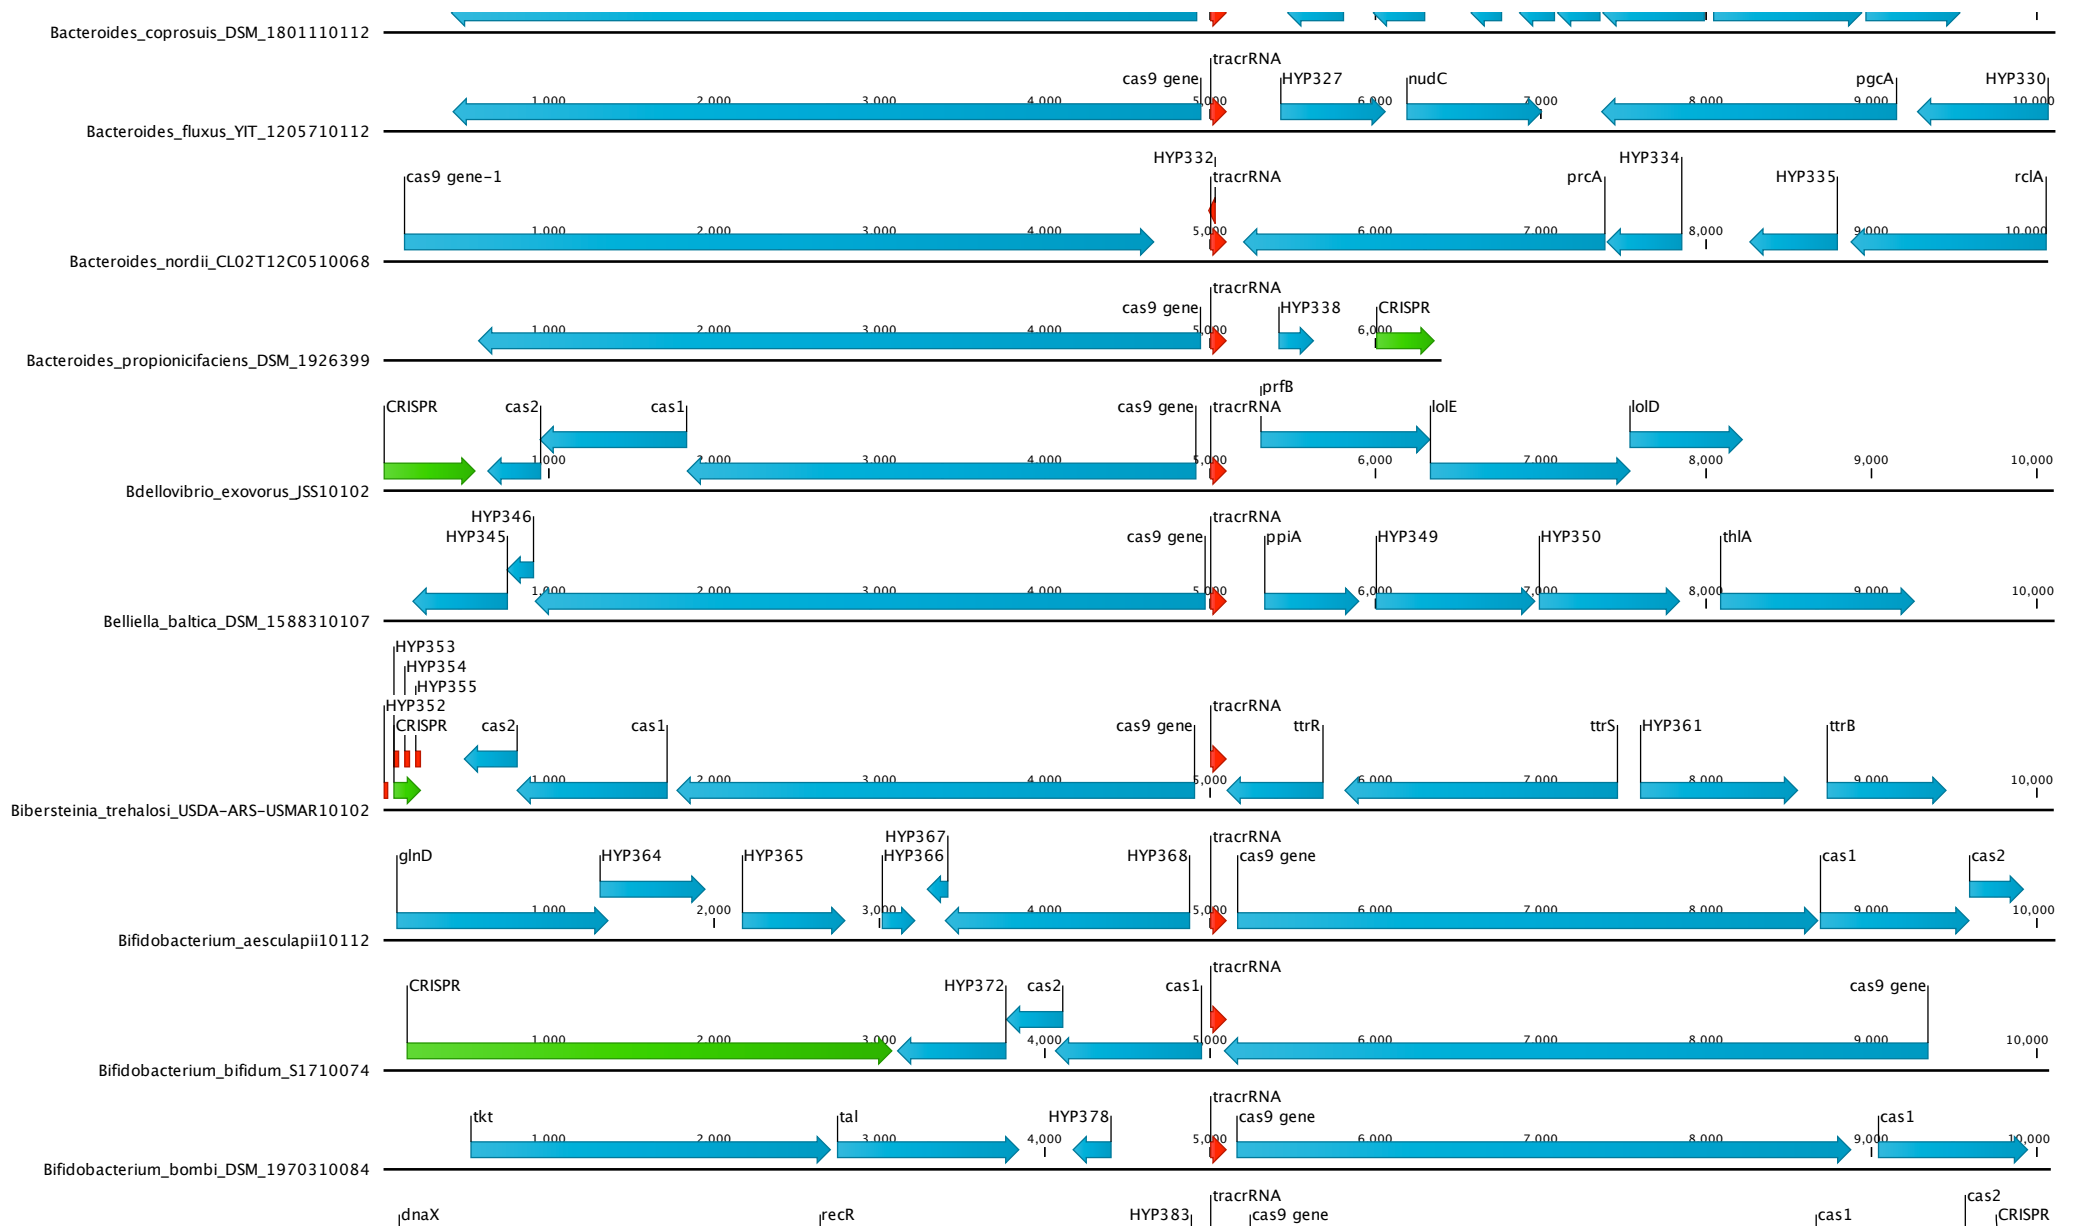 Bacteroides_coprosuis_DSM_1801110112
tracrRNA
cas9 gene HYP327 nudC pgcA HYP330
1,000 2,000 3,000 4,000 5,000 6,000 7,000 8,000 9,000 10,000
Bacteroides_fluxus_YIT_1205710112
HYP332
HYP334
cas9 gene-1 tracrRNA prcA HYP335 rclA
1,000 2,000 3,000 4,000 5,000 6,000 7,000 8,000 9,000 10,000
Bacteroides_nordii_CL02T12C0510068
tracrRNA
cas9 gene HYP338 CRISPR
1,000 2,000 3,000 4,000 5,000 6,000
Bacteroides_propionicifaciens_DSM_1926399
prfB
CRISPR cas2 cas1 cas9 gene tracrRNA lolE lolD
1,000 2,000 3,000 4,000 5,000 6,000 7,000 8,000 9,000 10,000
Bdellovibrio_exovorus_JSS10102
HYP346 tracrRNA
HYP345 cas9 gene ppiA HYP349 HYP350 thlA
1,000 2,000 3,000 4,000 5,000 6,000 7,000 8,000 9,000 10,000
Belliella_baltica_DSM_1588310107
HYP353
HYP354
HYP355
HYP352 tracrRNA
CRISPR cas2 cas1 cas9 gene ttrR ttrS HYP361 ttrB
1,000 2,000 3,000 4,000 5,000 6,000 7,000 8,000 9,000 10,000
Bibersteinia_trehalosi_USDA-ARS-USMAR10102
HYP367 tracrRNA
glnD HYP364 HYP365 HYP366 HYP368 cas9 gene cas1 cas2
1,000 2,000 3,000 4,000 5,000 6,000 7,000 8,000 9,000 10,000
Bifidobacterium_aesculapii10112
tracrRNA
CRISPR HYP372 cas2 cas1 cas9 gene
1,000 2,000 3,000 4,000 5,000 6,000 7,000 8,000 9,000 10,000
Bifidobacterium_bifidum_S1710074
tracrRNA
tkt tal HYP378 cas9 gene cas1
1,000 2,000 3,000 4,000 5,000 6,000 7,000 8,000 9,000 10,000
Bifidobacterium_bombi_DSM_1970310084
tracrRNA cas2
dnaX recR HYP383 cas9 gene cas1 CRISPR